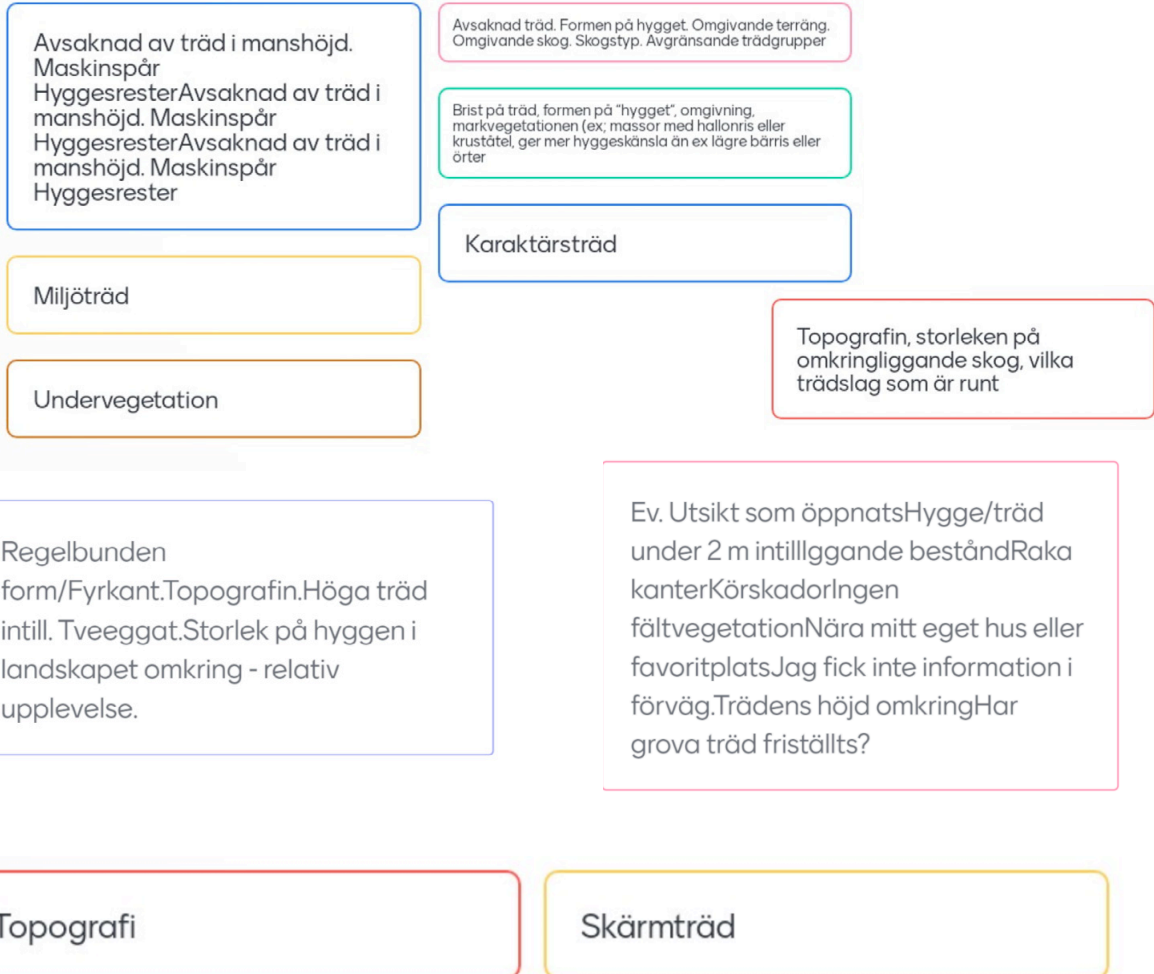 Avsaknad av träd i manshöjd.
Maskinspår
HyggesresterAvsaknad av träd i
manshöjd. Maskinspår
HyggesresterAvsaknad av träd i
manshöjd. Maskinspår
Hyggesrester
Avsaknad träd. Formen på hygget. Omgivande terräng.
Omgivande skog. Skogstyp. Avgränsande trädgrupper
Brist på träd, formen på "hygget", omgivning,
markvegetationen (ex; massor med hallonris eller
kruståtel, ger mer hyggeskänsla än ex lägre bärris eller
örter
Karaktärsträd
Miljöträd
Topografin, storleken på
omkringliggande skog, vilka
trädslag som är runt
Undervegetation
Regelbunden
form/Fyrkant.Topografin.Höga träd
intill. Tveeggat.Storlek på hyggen i
landskapet omkring - relativ
upplevelse.
Ev. Utsikt som öppnatsHygge/träd
under 2 m intilllggande beståndRaka
kanterKörskadorIngen
fältvegetationNära mitt eget hus eller
favoritplatsJag fick inte information i
förväg.Trädens höjd omkringHar
grova träd friställts?
Topografi
Skärmträd